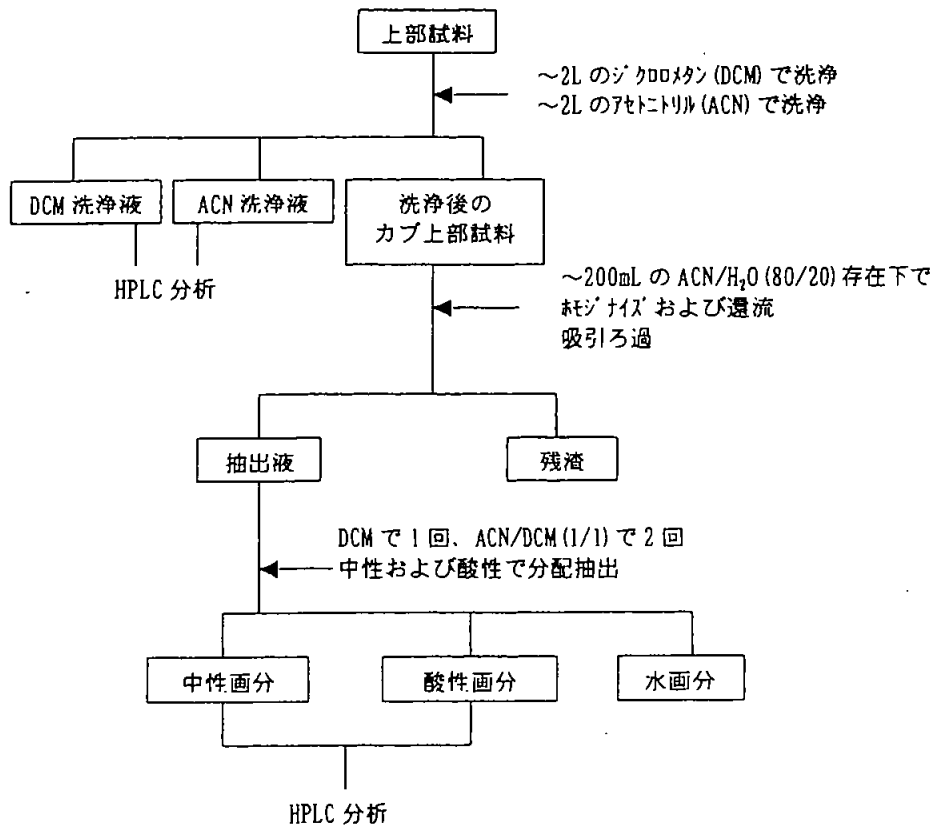 上部試料
~2Lのジクロロメタン(DCM)で洗浄
~2Lのアセトニトリル(ACN)で洗浄
DCM 洗浄液
ACN 洗浄液
洗浄後の
カブ上部試料
HPLC 分析
~200mL の ACN/H₂O(80/20)存在下で
ホモジナイズおよび還流
吸引ろ過
抽出液
残渣
DCM で 1 回、ACN/DCM(1/1)で 2 回
中性および酸性で分配抽出
中性画分
酸性画分
水画分
HPLC 分析